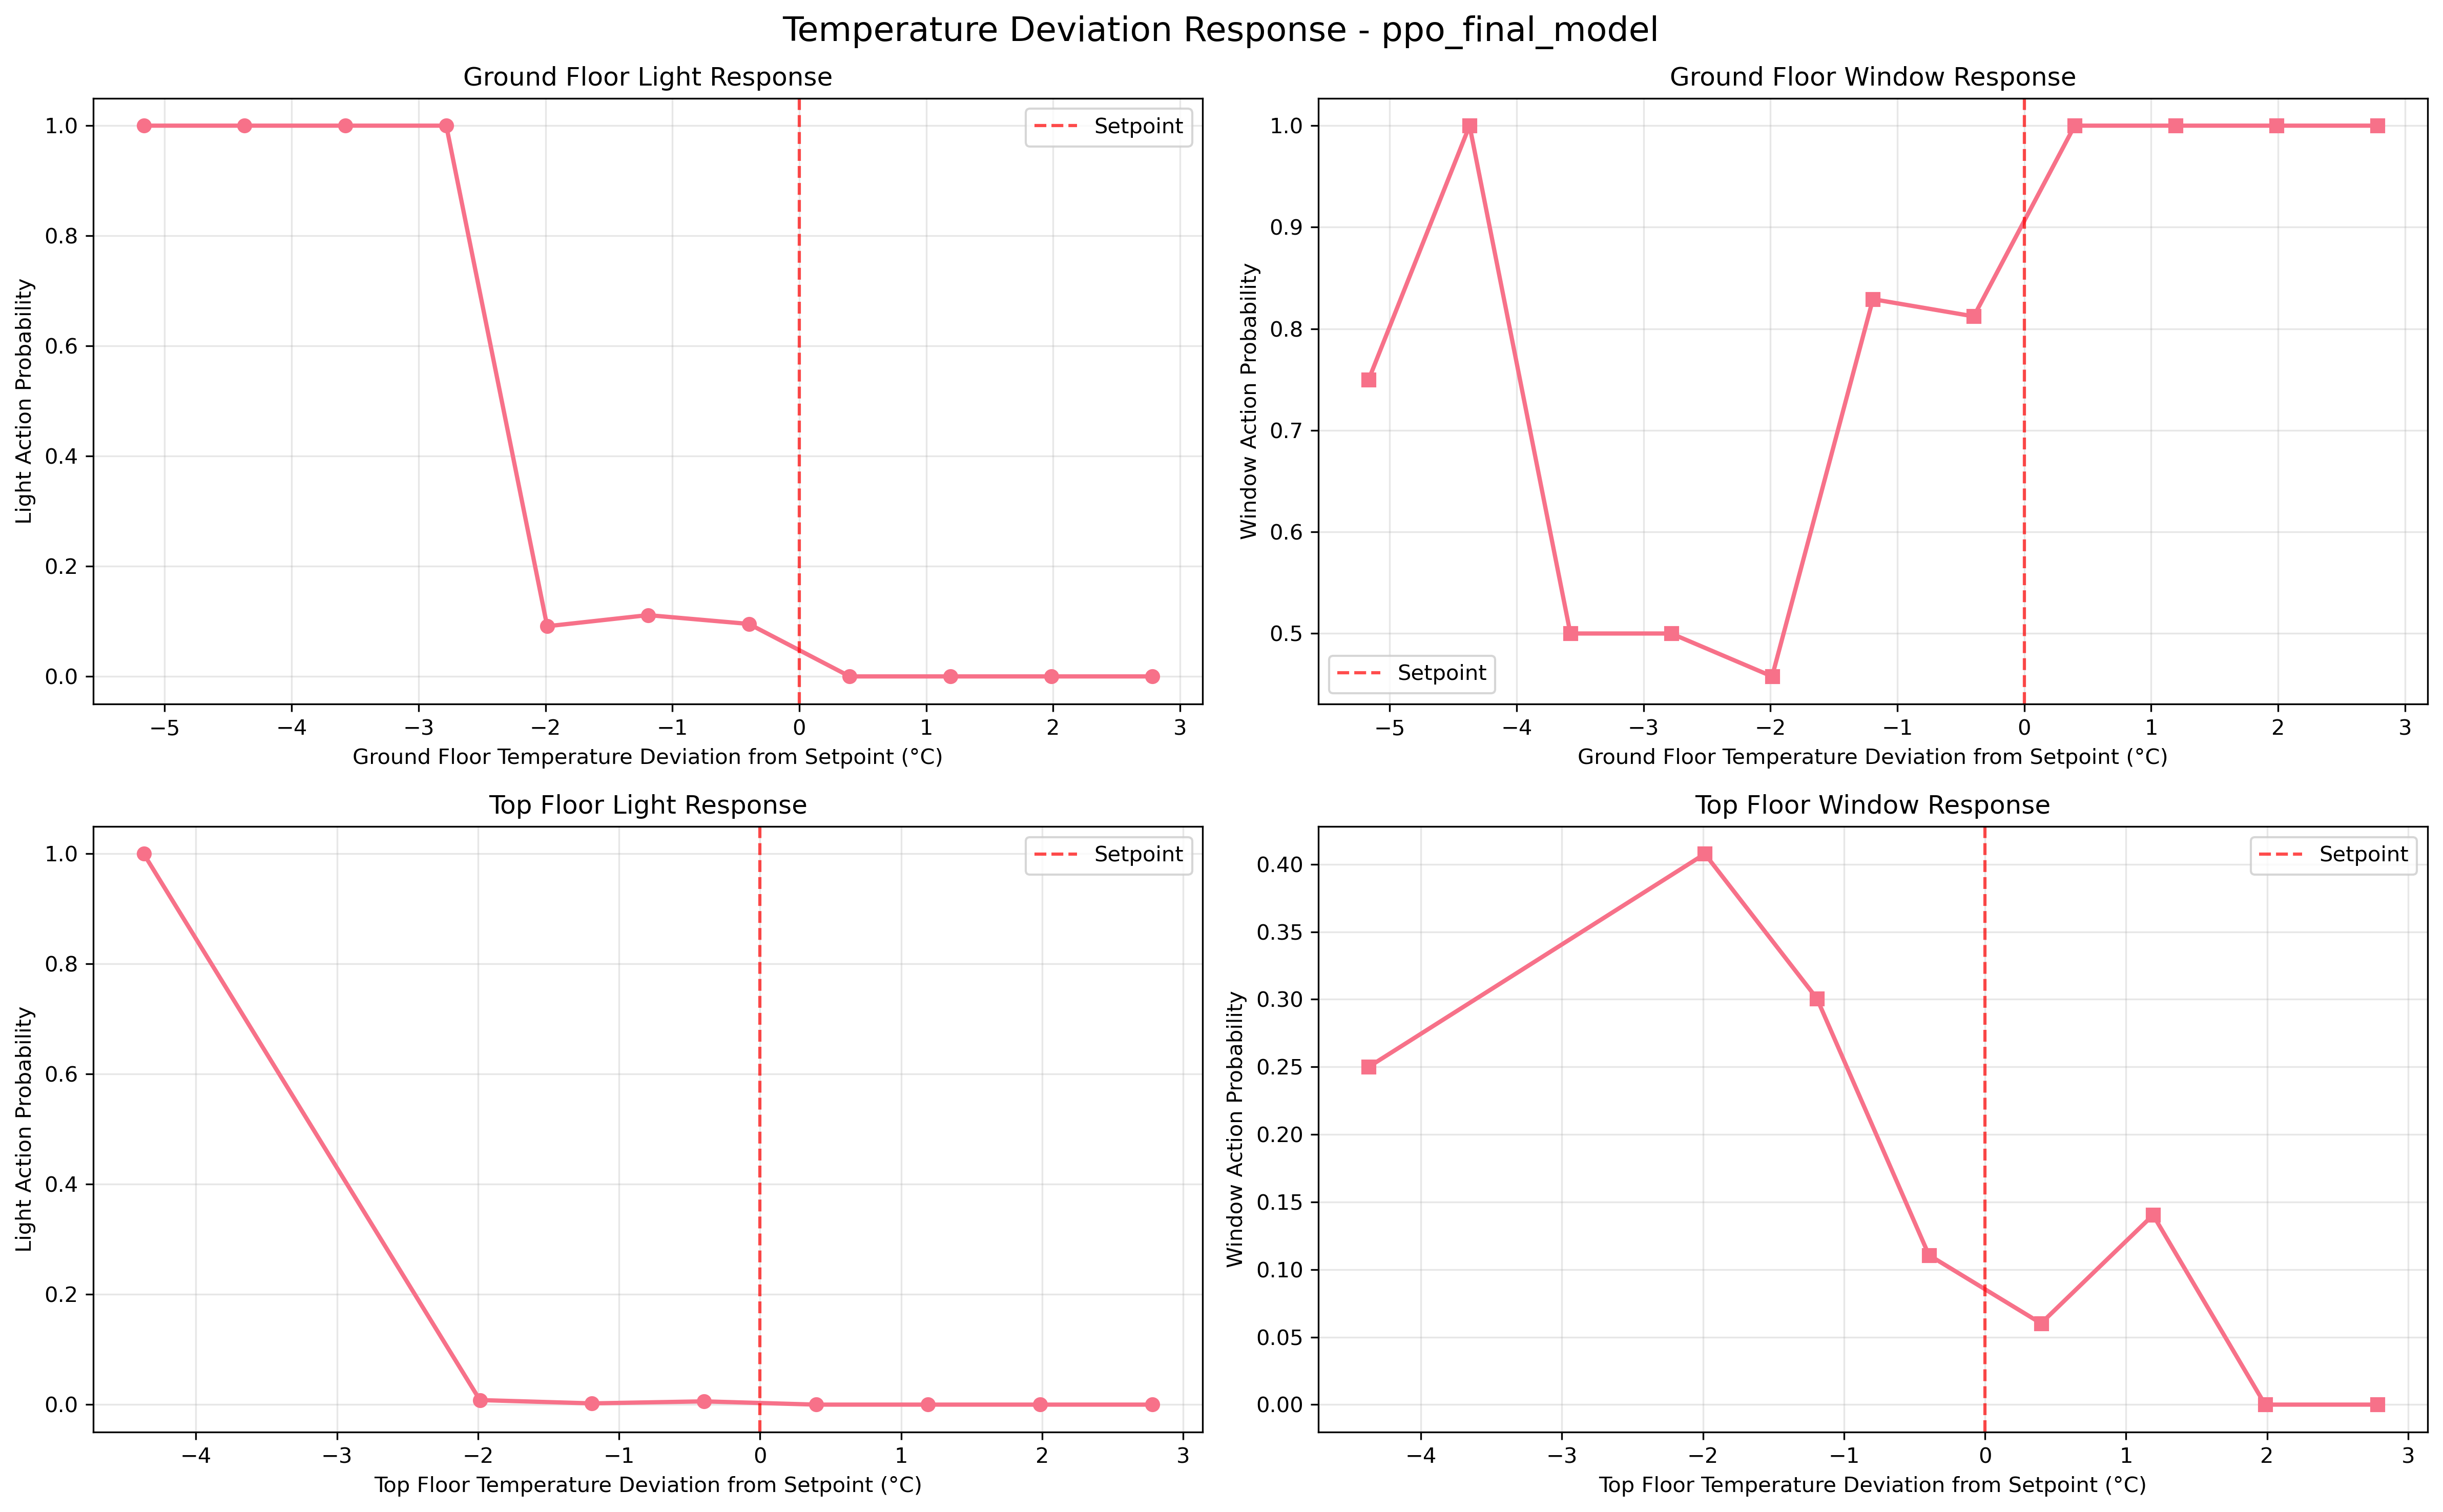 Temperature Deviation Response - ppo_final_model
Ground Floor Light Response
Light Action Probability
1.0
0.8
0.6
0.4
0.2
0.0
Setpoint
−5 −4 −3 −2 −1 0 1 2 3
Ground Floor Temperature Deviation from Setpoint (°C)
Ground Floor Window Response
Window Action Probability
1.0
0.9
0.8
0.7
0.6
0.5
Setpoint
−5 −4 −3 −2 −1 0 1 2 3
Ground Floor Temperature Deviation from Setpoint (°C)
Top Floor Light Response
Light Action Probability
1.0
0.8
0.6
0.4
0.2
0.0
Setpoint
−4 −3 −2 −1 0 1 2 3
Top Floor Temperature Deviation from Setpoint (°C)
Top Floor Window Response
Window Action Probability
0.40
0.35
0.30
0.25
0.20
0.15
0.10
0.05
0.00
Setpoint
−4 −3 −2 −1 0 1 2 3
Top Floor Temperature Deviation from Setpoint (°C)